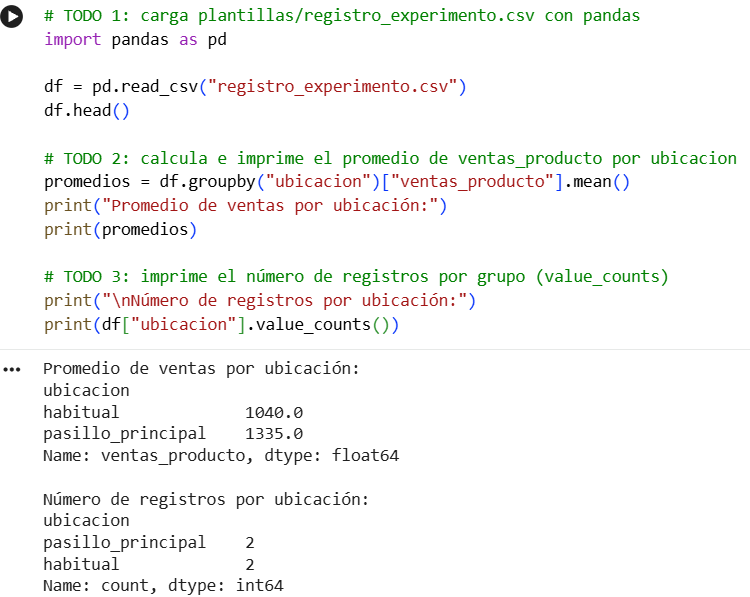 # TODO 1: carga plantillas/registro_experimento.csv con pandas
import pandas as pd
df = pd.read_csv("registro_experimento.csv")
df.head()
# TODO 2: calcula e imprime el promedio de ventas_producto por ubicacion
promedios = df.groupby("ubicacion")["ventas_producto"].mean()
print("Promedio de ventas por ubicación:")
print(promedios)
# TODO 3: imprime el número de registros por grupo (value_counts)
print("\nNúmero de registros por ubicación:")
print(df["ubicacion"].value_counts())
Promedio de ventas por ubicación:
ubicacion
habitual             1040.0
pasillo_principal    1335.0
Name: ventas_producto, dtype: float64
Número de registros por ubicación:
ubicacion
pasillo_principal    2
habitual             2
Name: count, dtype: int64